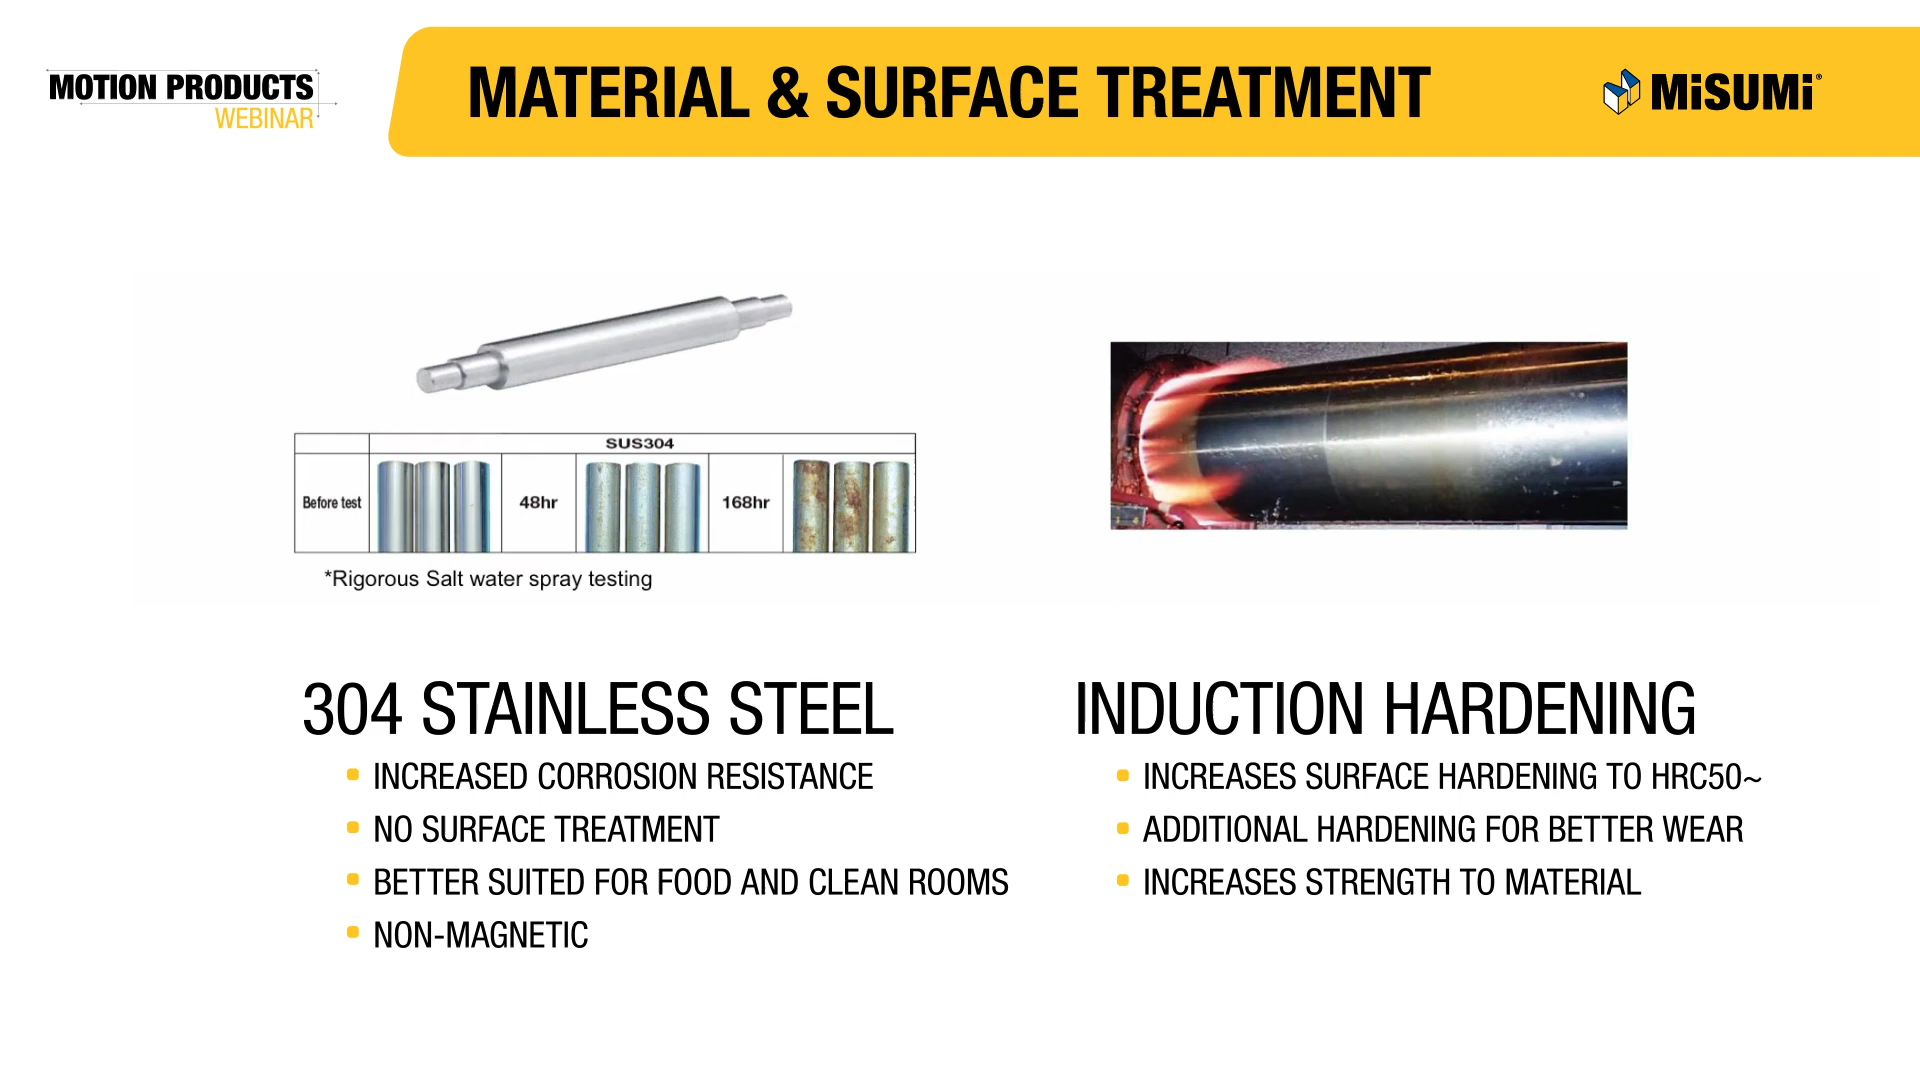 MOTION PRODUCTS
WEBINAR
MATERIAL & SURFACE TREATMENT
MiSUMi®
SUS304
Before test
48hr
168hr
*Rigorous Salt water spray testing
304 STAINLESS STEEL
INCREASED CORROSION RESISTANCE
NO SURFACE TREATMENT
BETTER SUITED FOR FOOD AND CLEAN ROOMS
NON-MAGNETIC
INDUCTION HARDENING
INCREASES SURFACE HARDENING TO HRC50~
ADDITIONAL HARDENING FOR BETTER WEAR
INCREASES STRENGTH TO MATERIAL